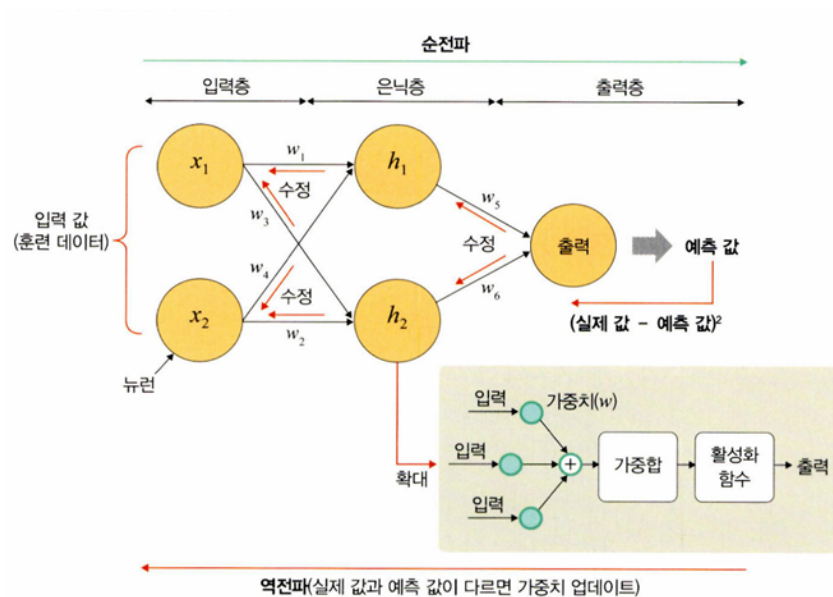 순전파
입력층
은닉층
출력층
x₁
w₁
h₁
수정
w₃
w₅
입력 값
(훈련 데이터)
수정
출력
예측 값
w₄
수정
w₆
x₂
w₂
h₂
(실제 값 - 예측 값)²
뉴런
입력
가중치(w)
입력
+
가중합
활성화
함수
출력
확대
입력
역전파(실제 값과 예측 값이 다르면 가중치 업데이트)